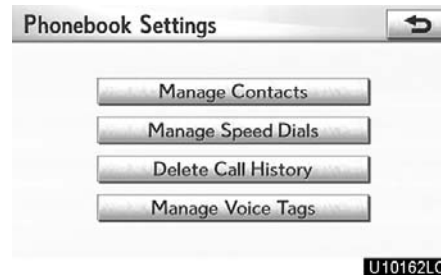 Phonebook Settings
Manage Contacts
Manage Speed Dials
Delete Call History
Manage Voice Tags
U10162LC